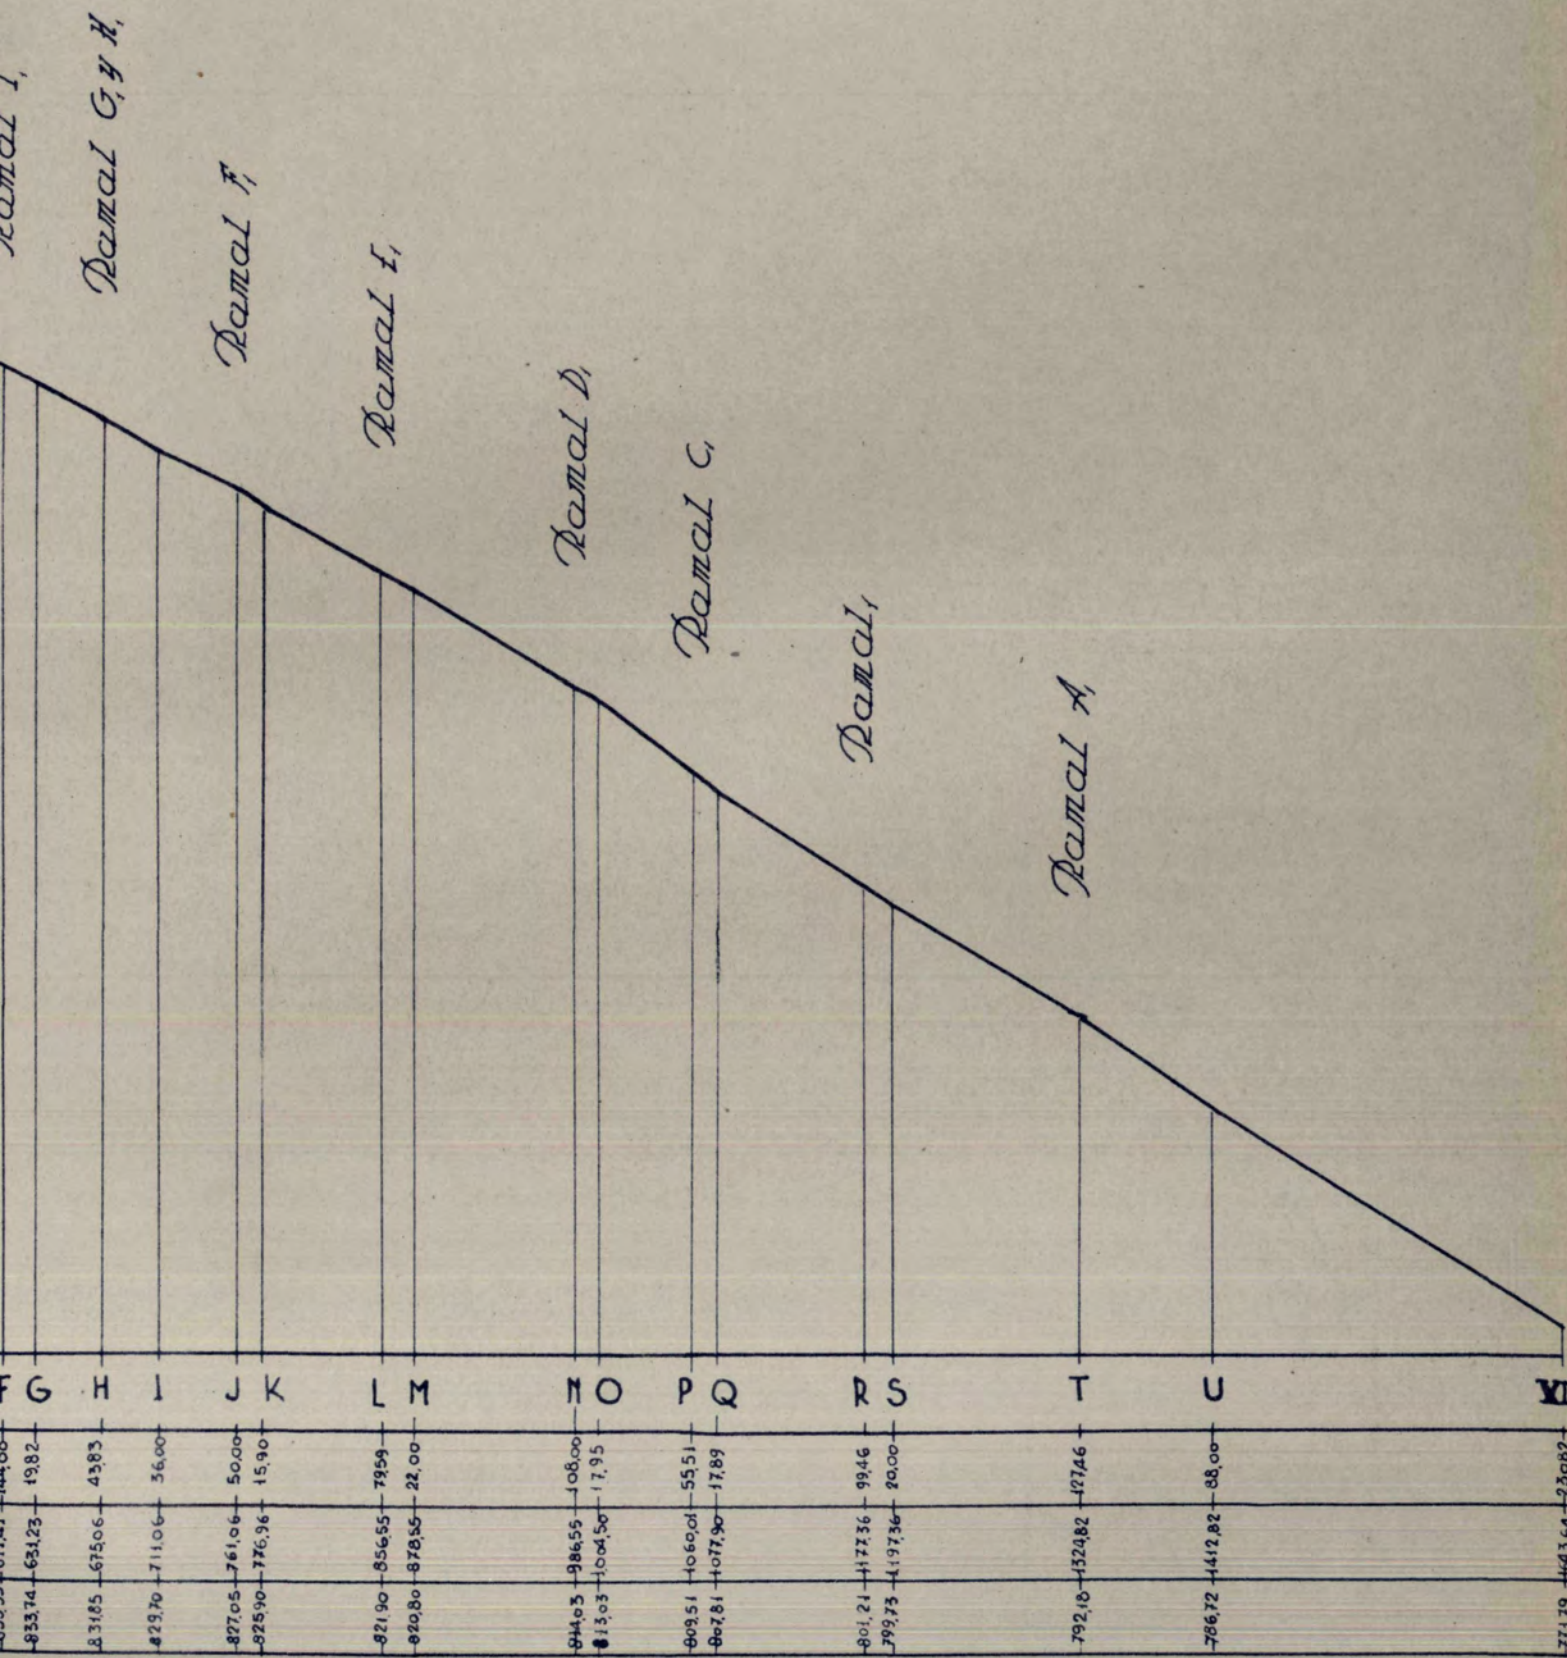 Ramal I,
Ramal G, y H,
Ramal F,
Ramal E,
Ramal D,
Ramal C,
Ramal,
Ramal A,
F G H I J K L M N O P Q R S T U
19,82 43,83 36,00 50,00 15,90 79,59 22,00 108,00 17,95 55,51 17,89 99,46 20,00 127,46 88,00
631,23 675,06 711,06 761,06 776,96 856,55 878,55 986,55 1004,50 1060,01 1077,90 1177,36 1197,36 1324,82 1412,82
833,74 831,85 829,70 827,05 825,90 821,90 820,80 814,03 813,03 809,51 807,81 801,21 799,73 792,18 786,72